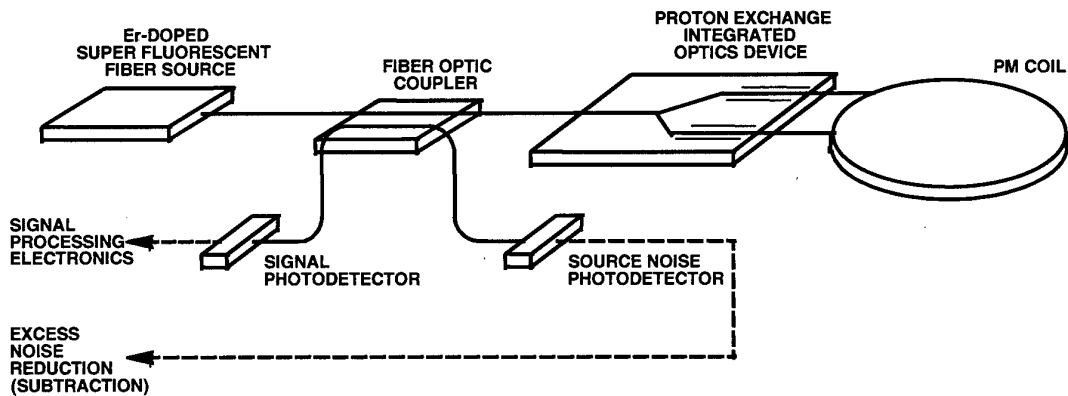 Er-DOPED
SUPER FLUORESCENT
FIBER SOURCE
FIBER OPTIC
COUPLER
PROTON EXCHANGE
INTEGRATED
OPTICS DEVICE
PM COIL
SIGNAL
PROCESSING
ELECTRONICS
SIGNAL
PHOTODETECTOR
SOURCE NOISE
PHOTODETECTOR
EXCESS
NOISE
REDUCTION
(SUBTRACTION)